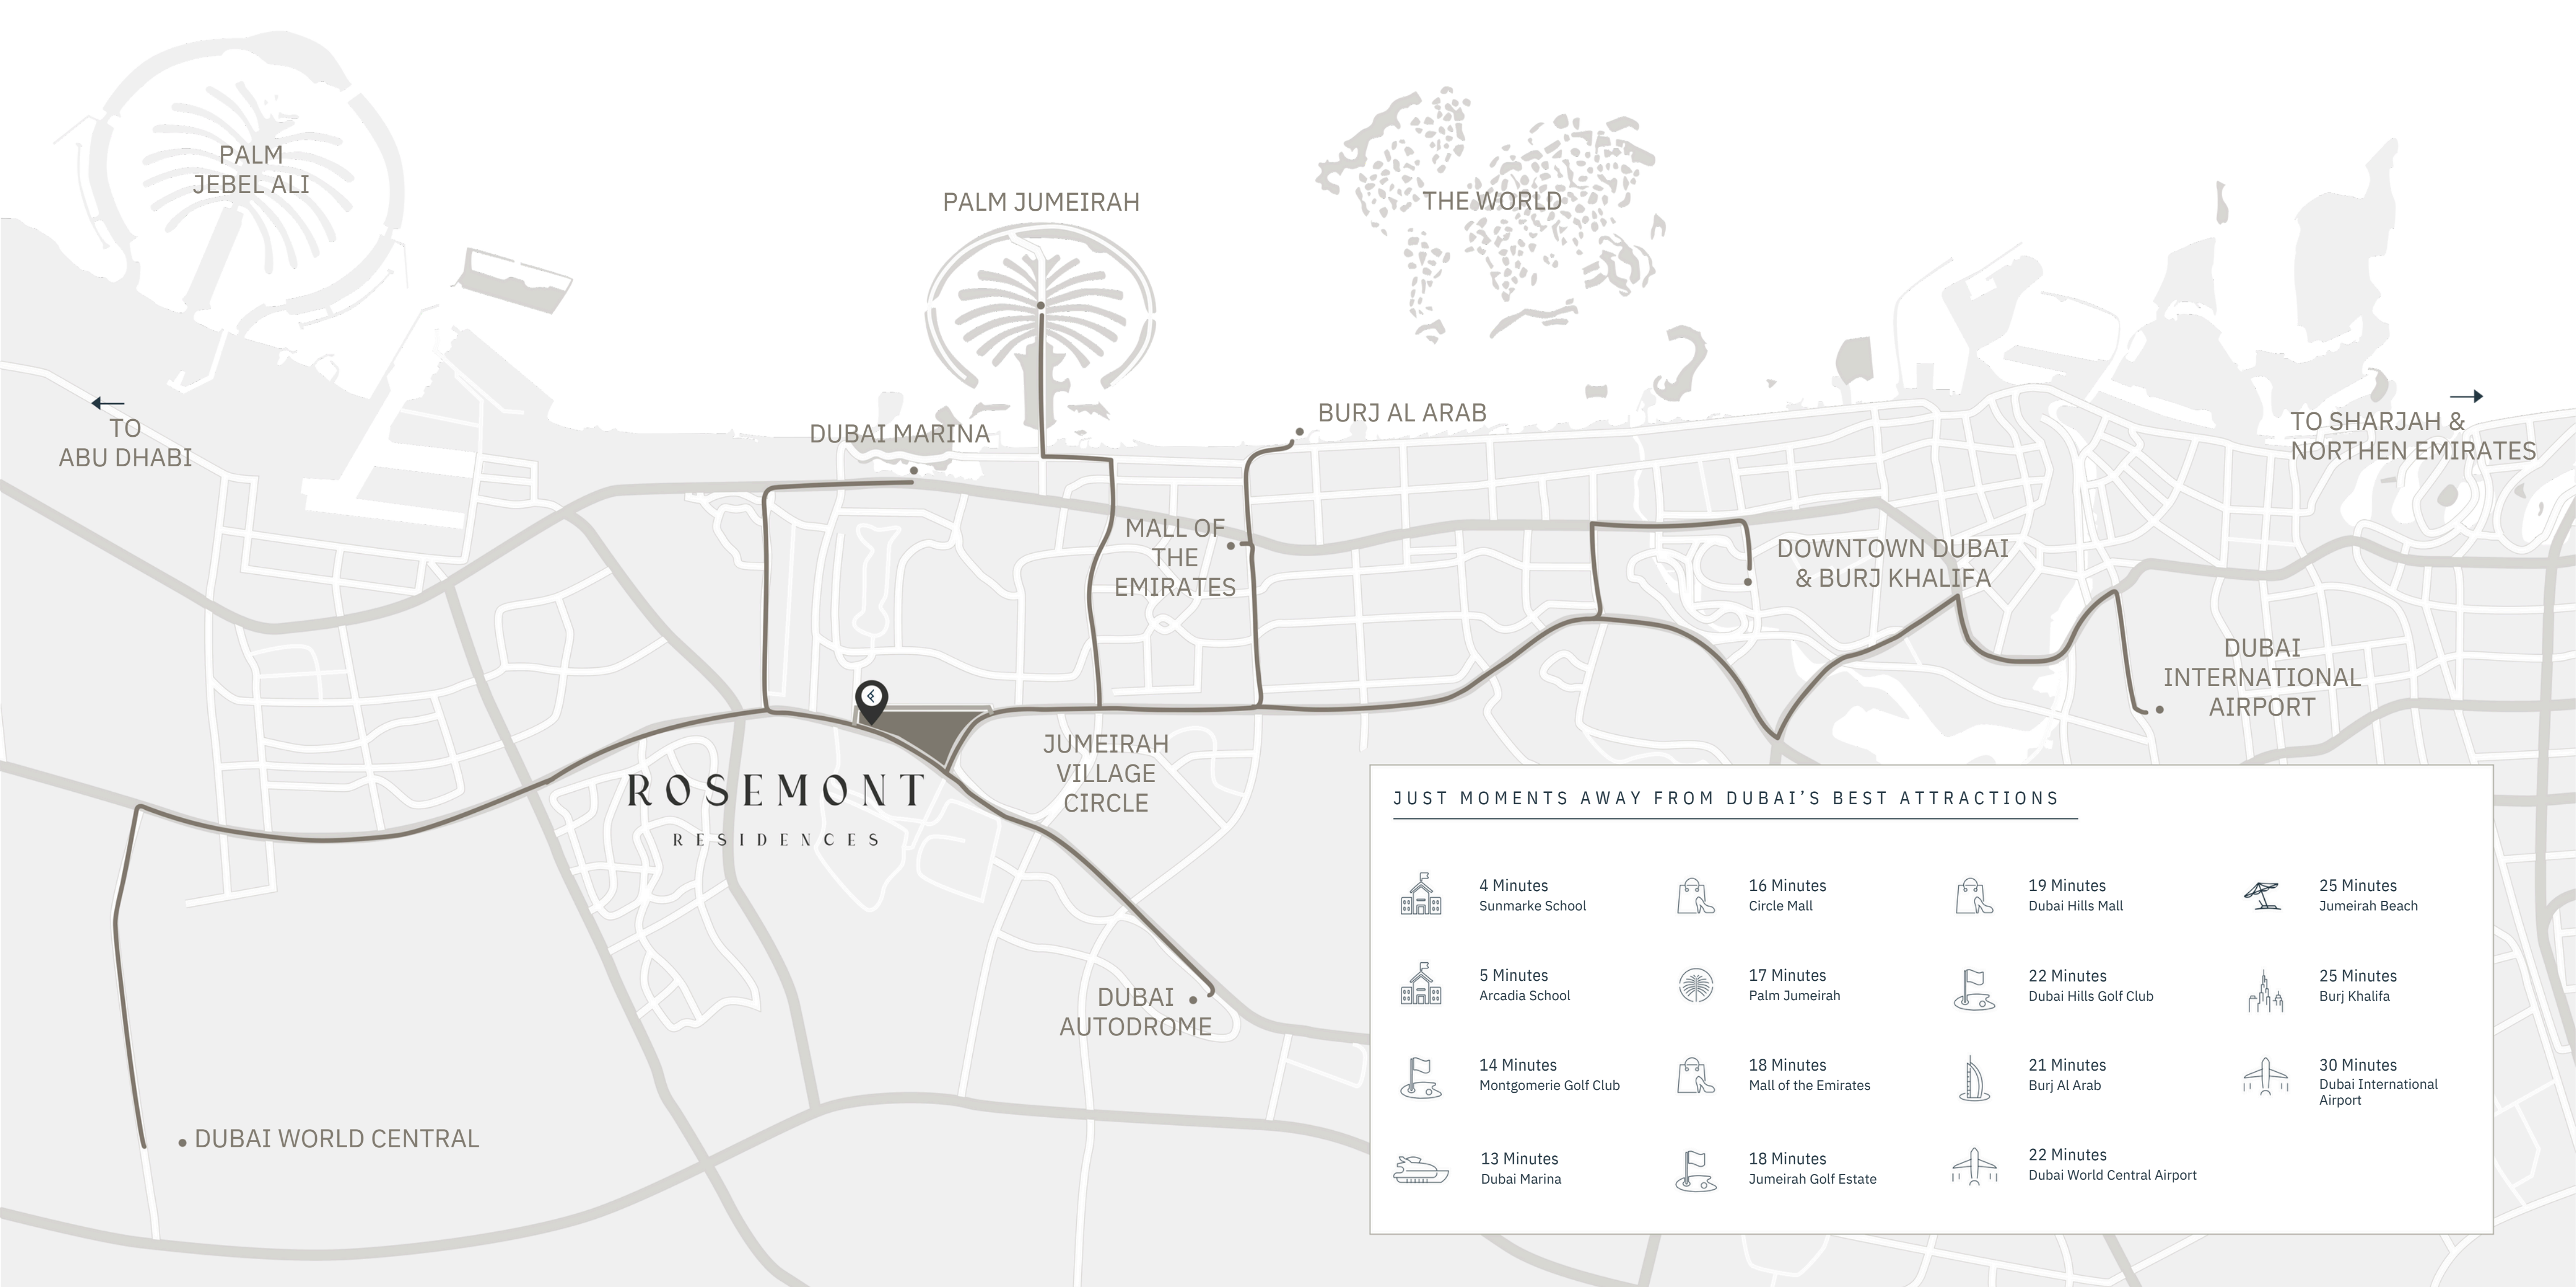 PALM
JEBEL ALI
PALM JUMEIRAH
THE WORLD
TO
ABU DHABI
DUBAI MARINA
BURJ AL ARAB
TO SHARJAH &
NORTHEN EMIRATES
MALL OF
THE
EMIRATES
DOWNTOWN DUBAI
& BURJ KHALIFA
DUBAI
INTERNATIONAL
AIRPORT
JUMEIRAH
VILLAGE
CIRCLE
ROSEMONT
RESIDENCES
DUBAI
AUTODROME
DUBAI WORLD CENTRAL
JUST MOMENTS AWAY FROM DUBAI'S BEST ATTRACTIONS
4 Minutes
Sunmarke School
5 Minutes
Arcadia School
14 Minutes
Montgomerie Golf Club
13 Minutes
Dubai Marina
16 Minutes
Circle Mall
17 Minutes
Palm Jumeirah
18 Minutes
Mall of the Emirates
18 Minutes
Jumeirah Golf Estate
19 Minutes
Dubai Hills Mall
22 Minutes
Dubai Hills Golf Club
21 Minutes
Burj Al Arab
22 Minutes
Dubai World Central Airport
25 Minutes
Jumeirah Beach
25 Minutes
Burj Khalifa
30 Minutes
Dubai International
Airport